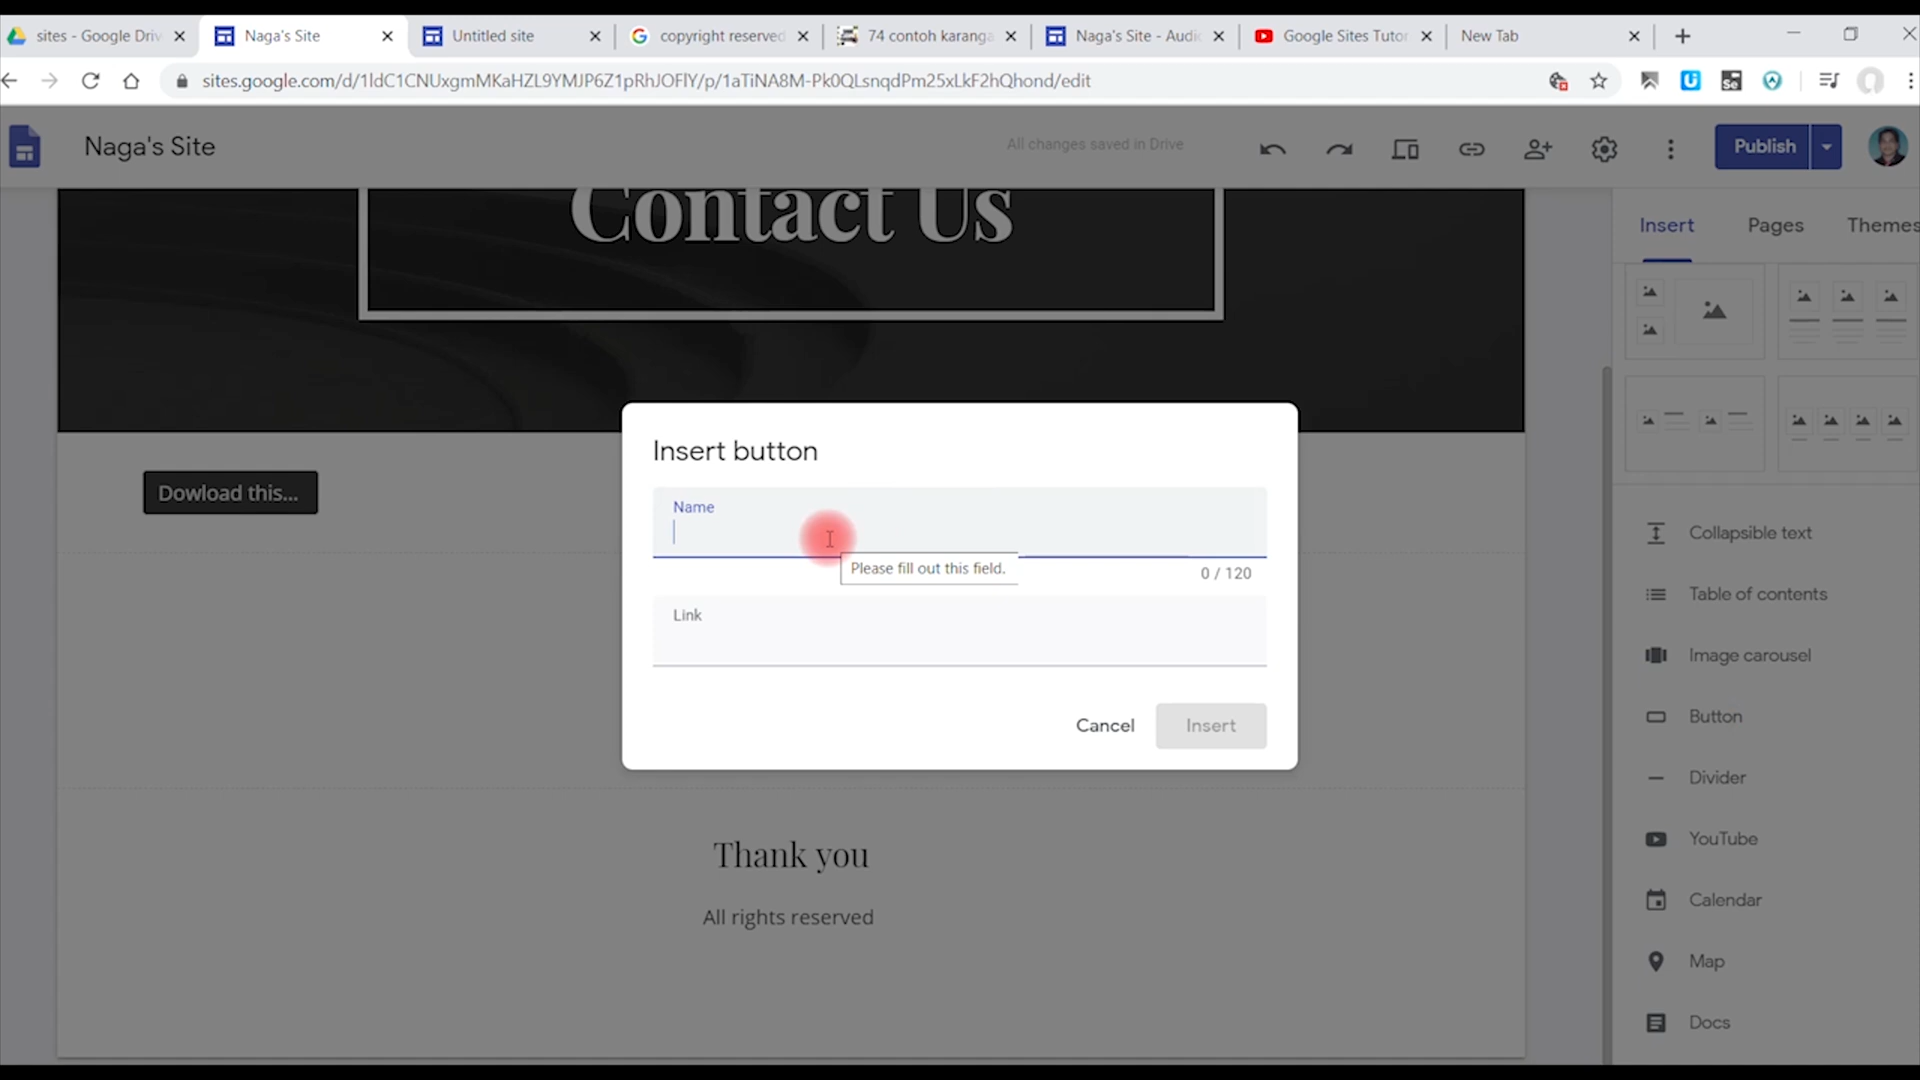 sites - Google Driv
Naga's Site
Untitled site
copyright reserved
74 contoh karanga
Naga's Site - Audie
Google Sites Tutor
New Tab
sites.google.com/d/1ldC1CNUxgmMKaHZL9YMJP6Z1pRhJOFlY/p/1aTiNA8M-Pk0QLsnqdPm25xLkF2hQhond/edit
Naga's Site
All changes saved in Drive
Publish
Contact Us
Insert
Pages
Themes
Insert button
Dowload this...
Name
Please fill out this field.
0 / 120
Link
Cancel
Insert
Collapsible text
Table of contents
Image carousel
Button
Divider
YouTube
Calendar
Map
Docs
Thank you
All rights reserved